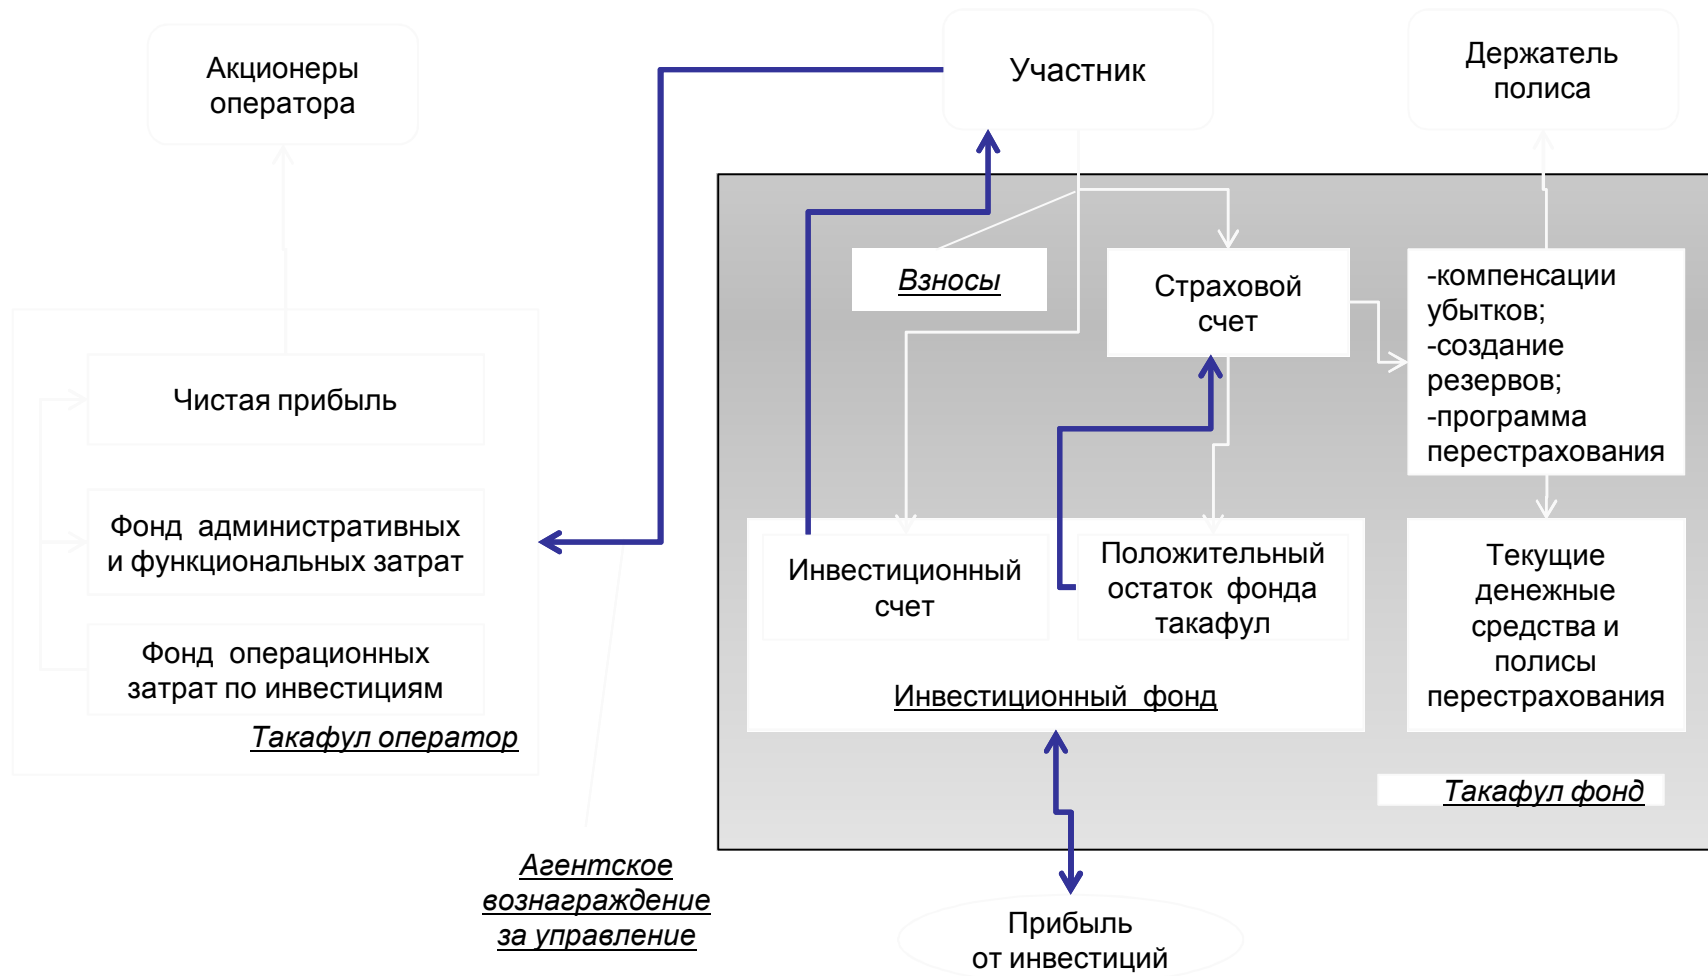 Акционеры
оператора
Участник
Держатель
полиса
Взносы
Страховой
счет
-компенсации
убытков;
-создание
резервов;
-программа
перестрахования
Чистая прибыль
Фонд административных
и функциональных затрат
Фонд операционных
затрат по инвестициям
Такафул оператор
Инвестиционный
счет
Положительный
остаток фонда
такафул
Инвестиционный фонд
Текущие
денежные
средства и
полисы
перестрахования
Такафул фонд
Агентское
вознаграждение
за управление
Прибыль
от инвестиций